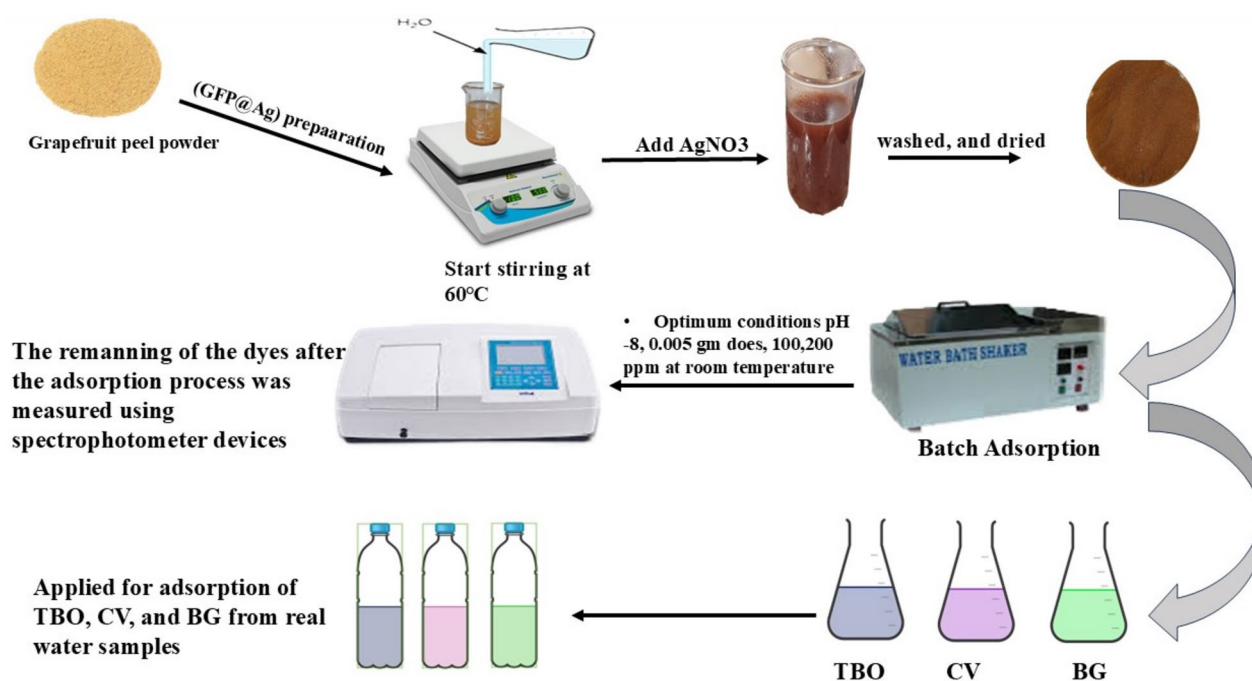 H₂O
(GFP@Ag) prepaaration
Grapefruit peel powder
Add AgNO3
washed, and dried
Start stirring at
60°C
• Optimum conditions pH
-8, 0.005 gm does, 100,200
ppm at room temperature
WATER BATH SHAKER
Batch Adsorption
The remanning of the dyes after
the adsorption process was
measured using
spectrophotometer devices
Applied for adsorption of
TBO, CV, and BG from real
water samples
TBO
CV
BG